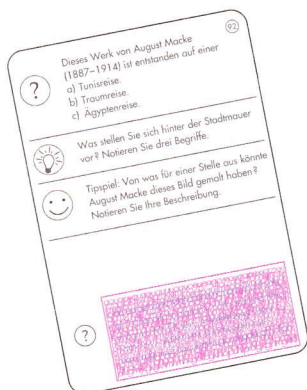 92
Dieses Werk von August Macke
(1887–1914) ist entstanden auf einer
? a) Tunisreise.
b) Traumreise.
c) Ägyptenreise.
Was stellen Sie sich hinter der Stadtmauer
vor? Notieren Sie drei Begriffe.
Tipspiel: Von was für einer Stelle aus könnte
August Macke dieses Bild gemalt haben?
Notieren Sie Ihre Beschreibung.
?